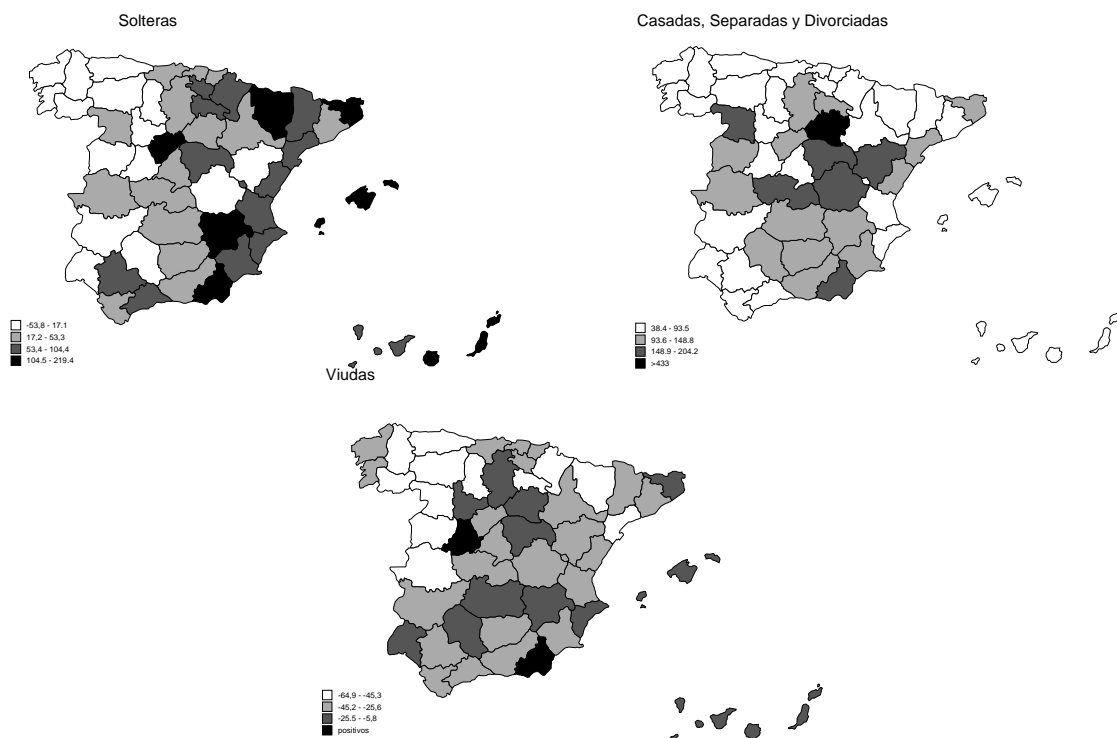 Solteras
Casadas, Separadas y Divorciadas
-53,8 - 17.1
17,2 - 53,3
53,4 - 104,4
104.5 - 219.4
38.4 - 93.5
93.6 - 148.8
148.9 - 204.2
>433
Viudas
-64,9 - -45,3
-45,2 - -25,6
-25.5 - -5,8
positivos